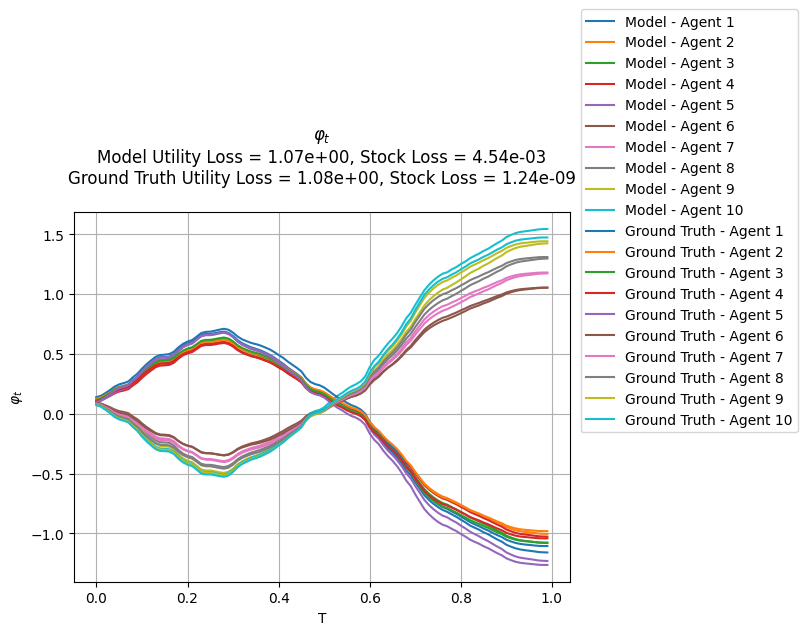 φₜ
Model Utility Loss = 1.07e+00, Stock Loss = 4.54e-03
Ground Truth Utility Loss = 1.08e+00, Stock Loss = 1.24e-09
Model - Agent 1
Model - Agent 2
Model - Agent 3
Model - Agent 4
Model - Agent 5
Model - Agent 6
Model - Agent 7
Model - Agent 8
Model - Agent 9
Model - Agent 10
Ground Truth - Agent 1
Ground Truth - Agent 2
Ground Truth - Agent 3
Ground Truth - Agent 4
Ground Truth - Agent 5
Ground Truth - Agent 6
Ground Truth - Agent 7
Ground Truth - Agent 8
Ground Truth - Agent 9
Ground Truth - Agent 10
φₜ
1.5
1.0
0.5
0.0
−0.5
−1.0
0.0 0.2 0.4 0.6 0.8 1.0
T